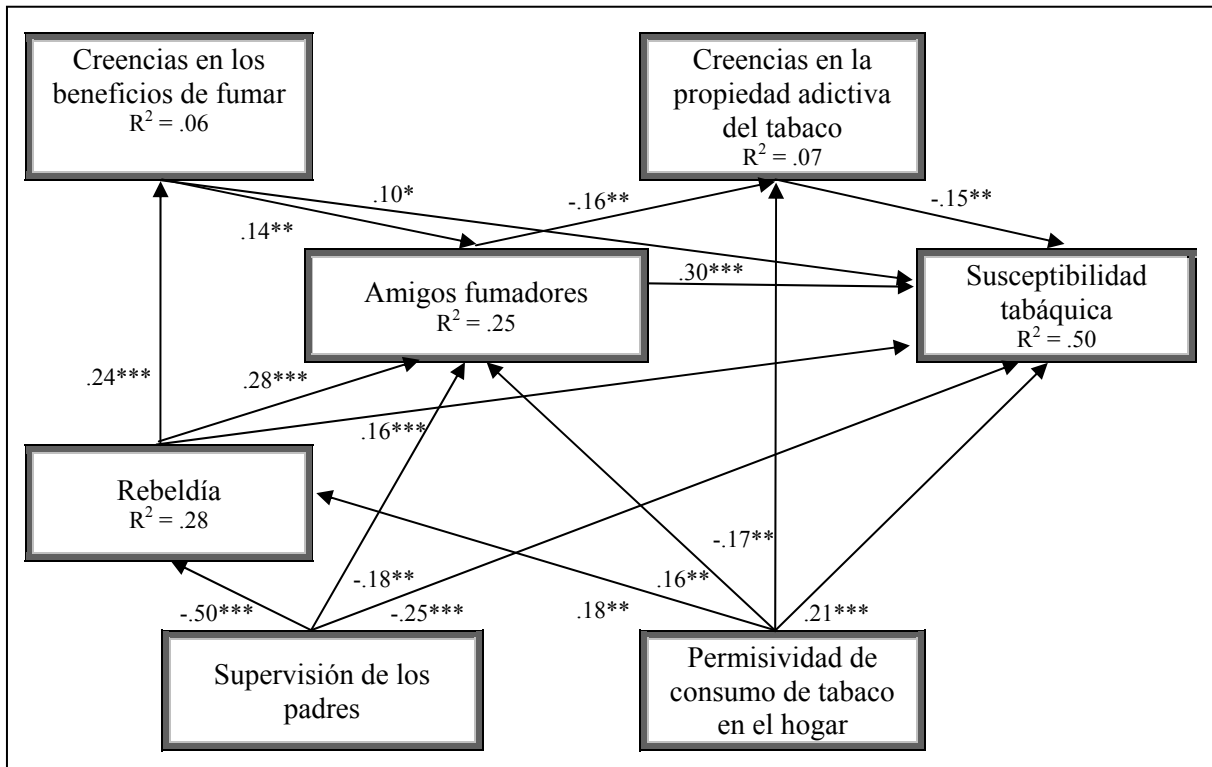 Creencias en los
beneficios de fumar
R² = .06
Creencias en la
propiedad adictiva
del tabaco
R² = .07
.10*
-.16**
-.15**
.14**
Amigos fumadores
R² = .25
.30***
Susceptibilidad
tabáquica
R² = .50
.24***
.28***
.16***
Rebeldía
R² = .28
-.17**
-.18**
.16**
-.50***
-.25***
.18**
.21***
Supervisión de los
padres
Permisividad de
consumo de tabaco
en el hogar